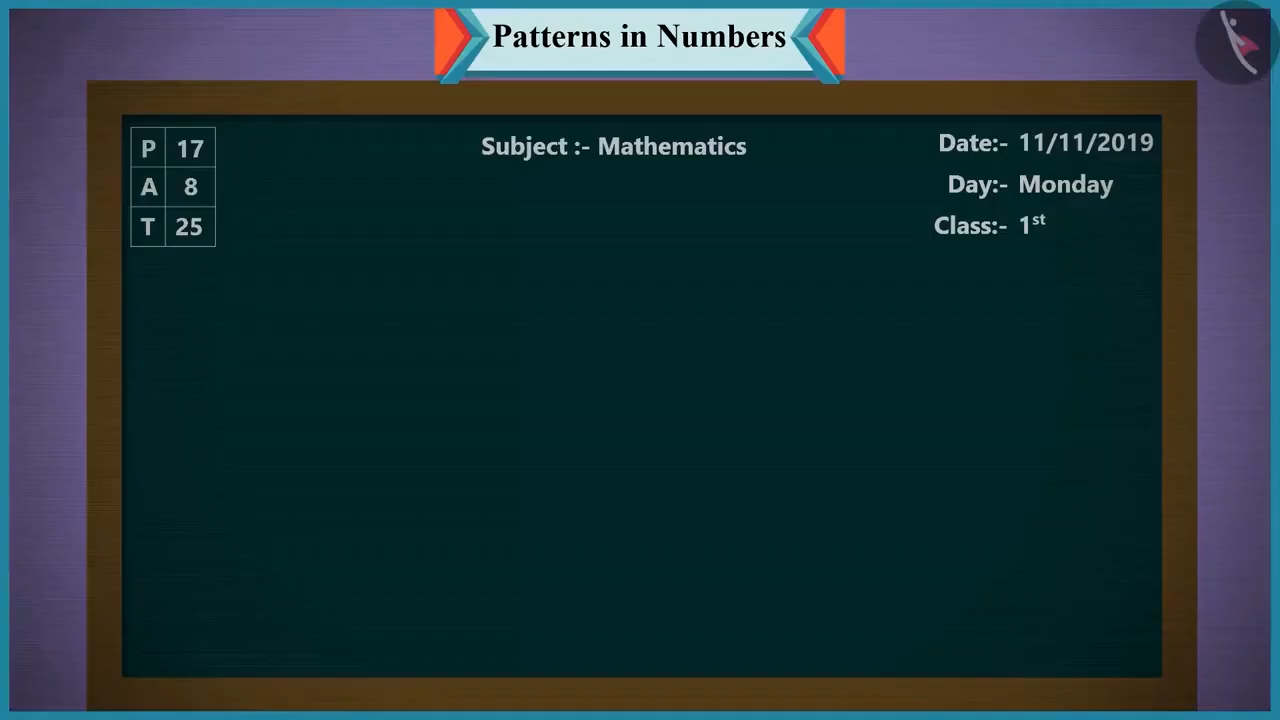 Patterns in Numbers
P 17
A 8
T 25
Subject :- Mathematics
Date:- 11/11/2019
Day:- Monday
Class:- 1st